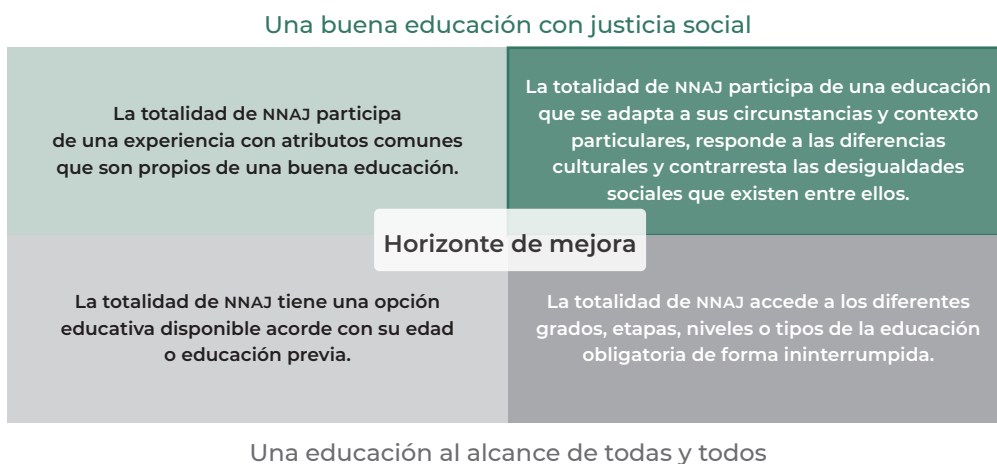 Una buena educación con justicia social
La totalidad de NNAJ participa
de una experiencia con atributos comunes
que son propios de una buena educación.
La totalidad de NNAJ participa de una educación
que se adapta a sus circunstancias y contexto
particulares, responde a las diferencias
culturales y contrarresta las desigualdades
sociales que existen entre ellos.
Horizonte de mejora
La totalidad de NNAJ tiene una opción
educativa disponible acorde con su edad
o educación previa.
La totalidad de NNAJ accede a los diferentes
grados, etapas, niveles o tipos de la educación
obligatoria de forma ininterrumpida.
Una educación al alcance de todas y todos